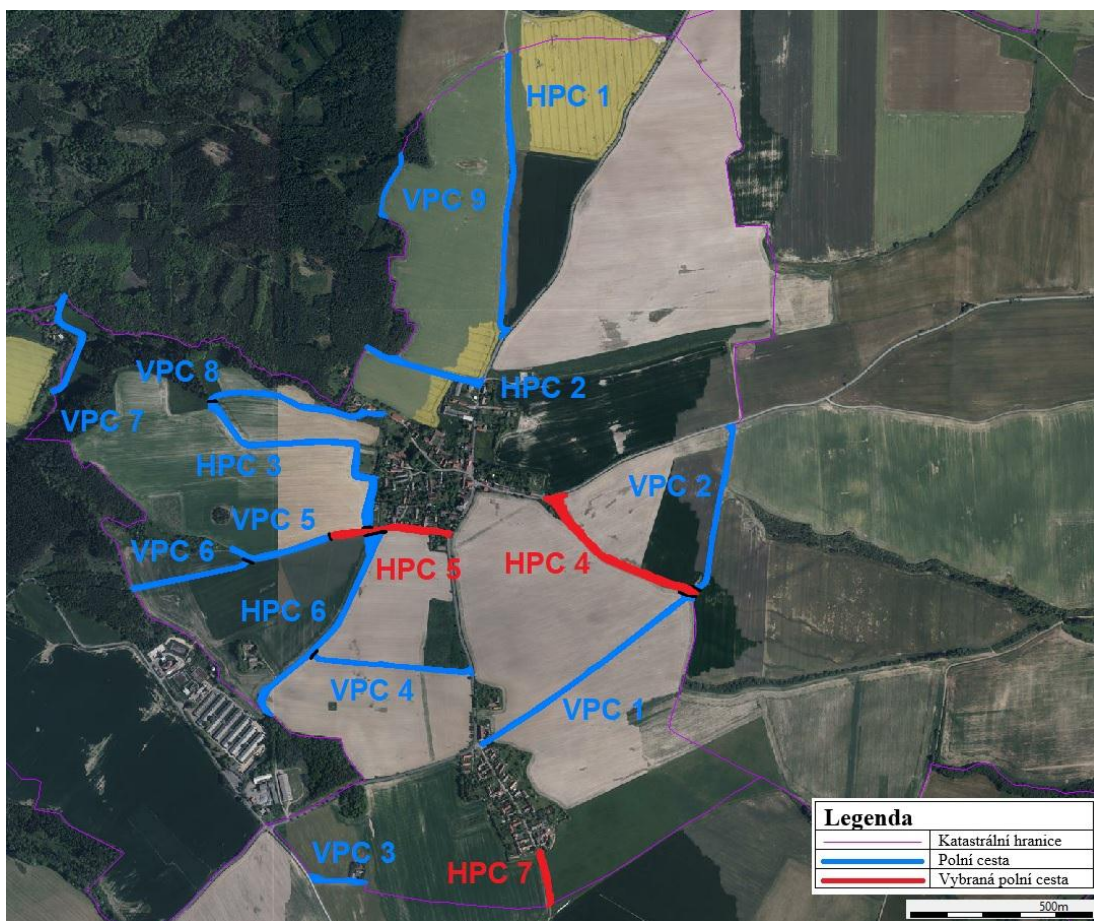 HPC 1
VPC 9
VPC 8
HPC 2
VPC 7
HPC 3
VPC 2
VPC 5
VPC 6
HPC 5
HPC 4
HPC 6
VPC 4
VPC 1
VPC 3
HPC 7
Legenda
Katastrální hranice
Polní cesta
Vybraná polní cesta
500m